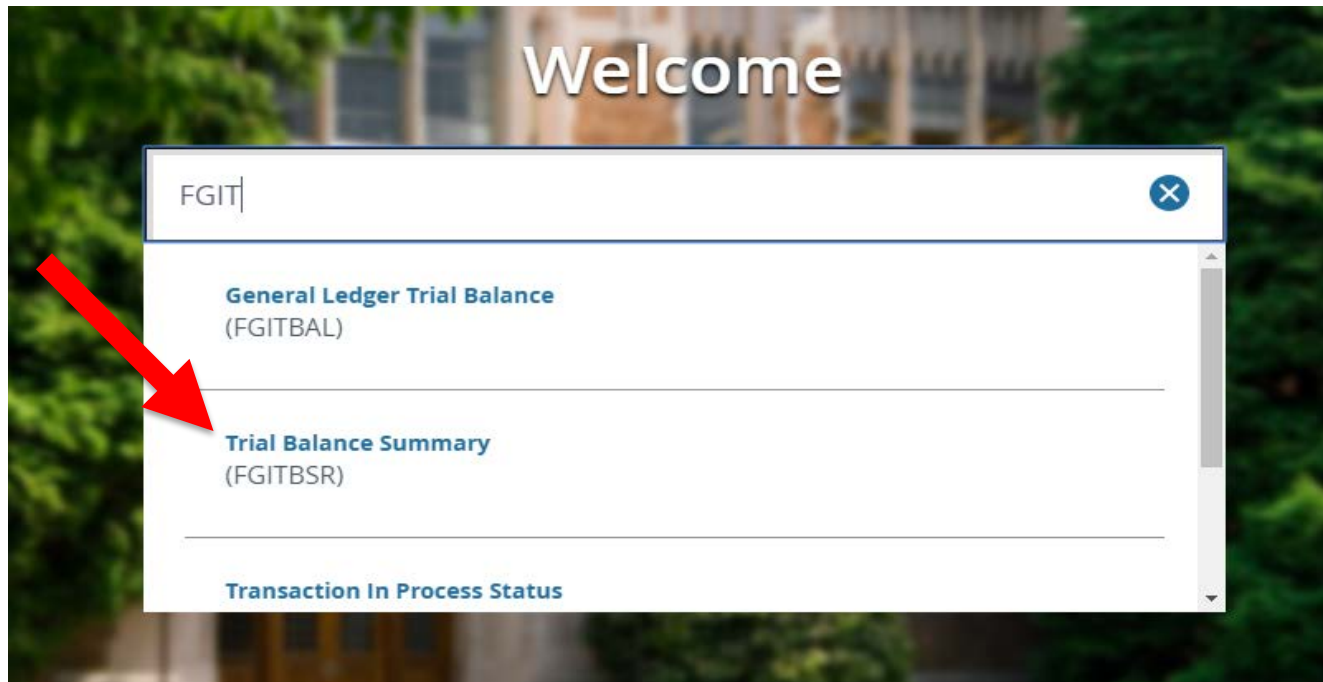 Welcome
FGIT
General Ledger Trial Balance
(FGITBAL)
Trial Balance Summary
(FGITBSR)
Transaction In Process Status